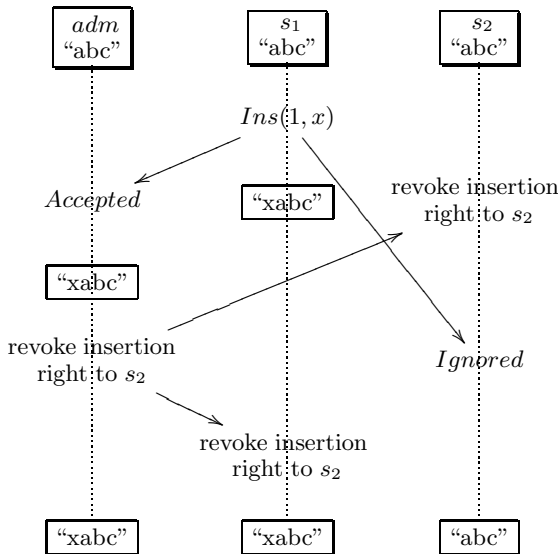 adm
“abc”
s₁
“abc”
s₂
“abc”
Ins(1, x)
Accepted
“xabc”
revoke insertion
right to s₂
“xabc”
revoke insertion
right to s₂
Ignored
revoke insertion
right to s₂
“xabc”
“xabc”
“abc”